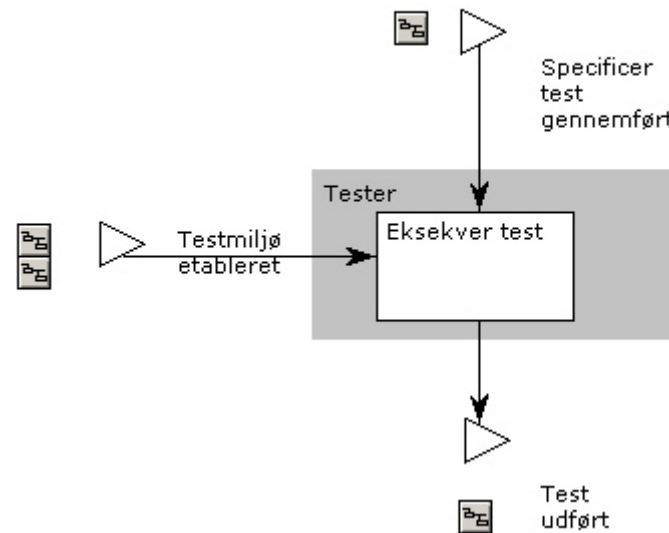 Specificer
test
gennemført
Tester
Eksekver test
Testmiljø
etableret
Test
udført